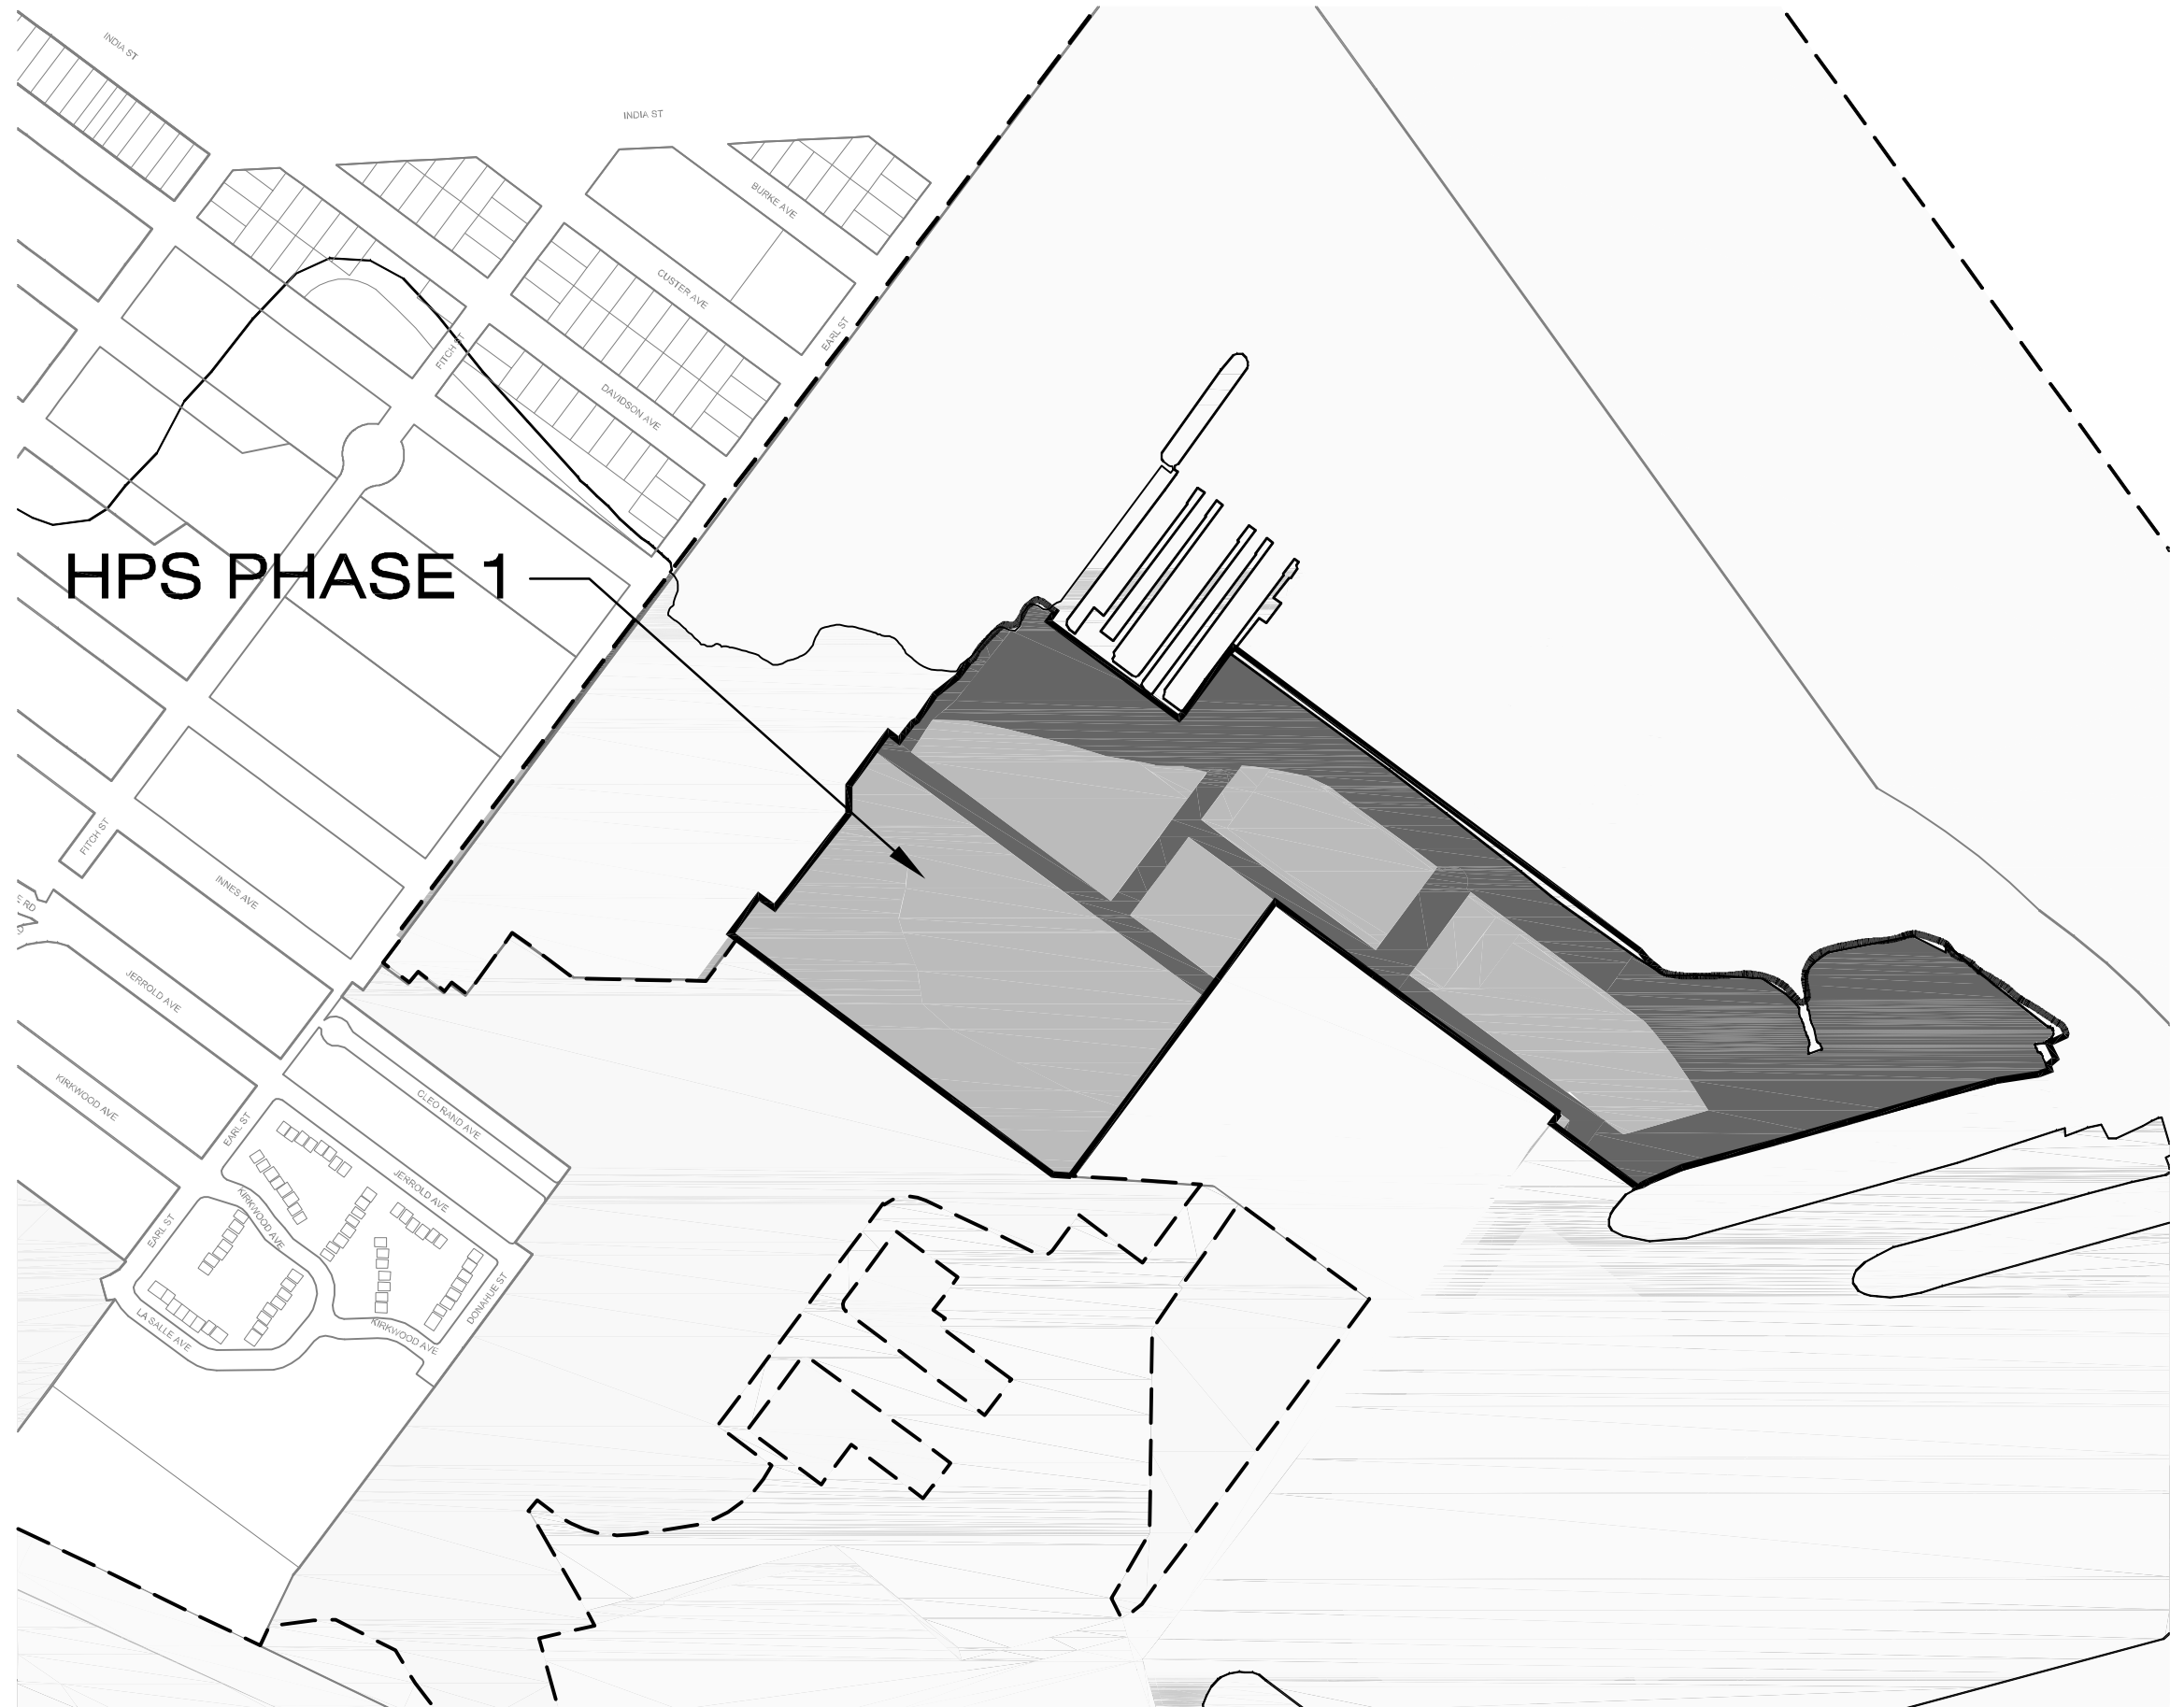 INDIA ST
INDIA ST
BURKE AVE
CUSTER AVE
EARL ST
FITCH ST
DAVIDSON AVE
HPS PHASE 1
FITCH ST
INNES AVE
RD
JERROLD AVE
KIRKWOOD AVE
CLEO RAND AVE
EARL ST
JERROLD AVE
KIRKWOOD AVE
EARL ST
DONAHUE ST
LA SALLE AVE
KIRKWOOD AVE